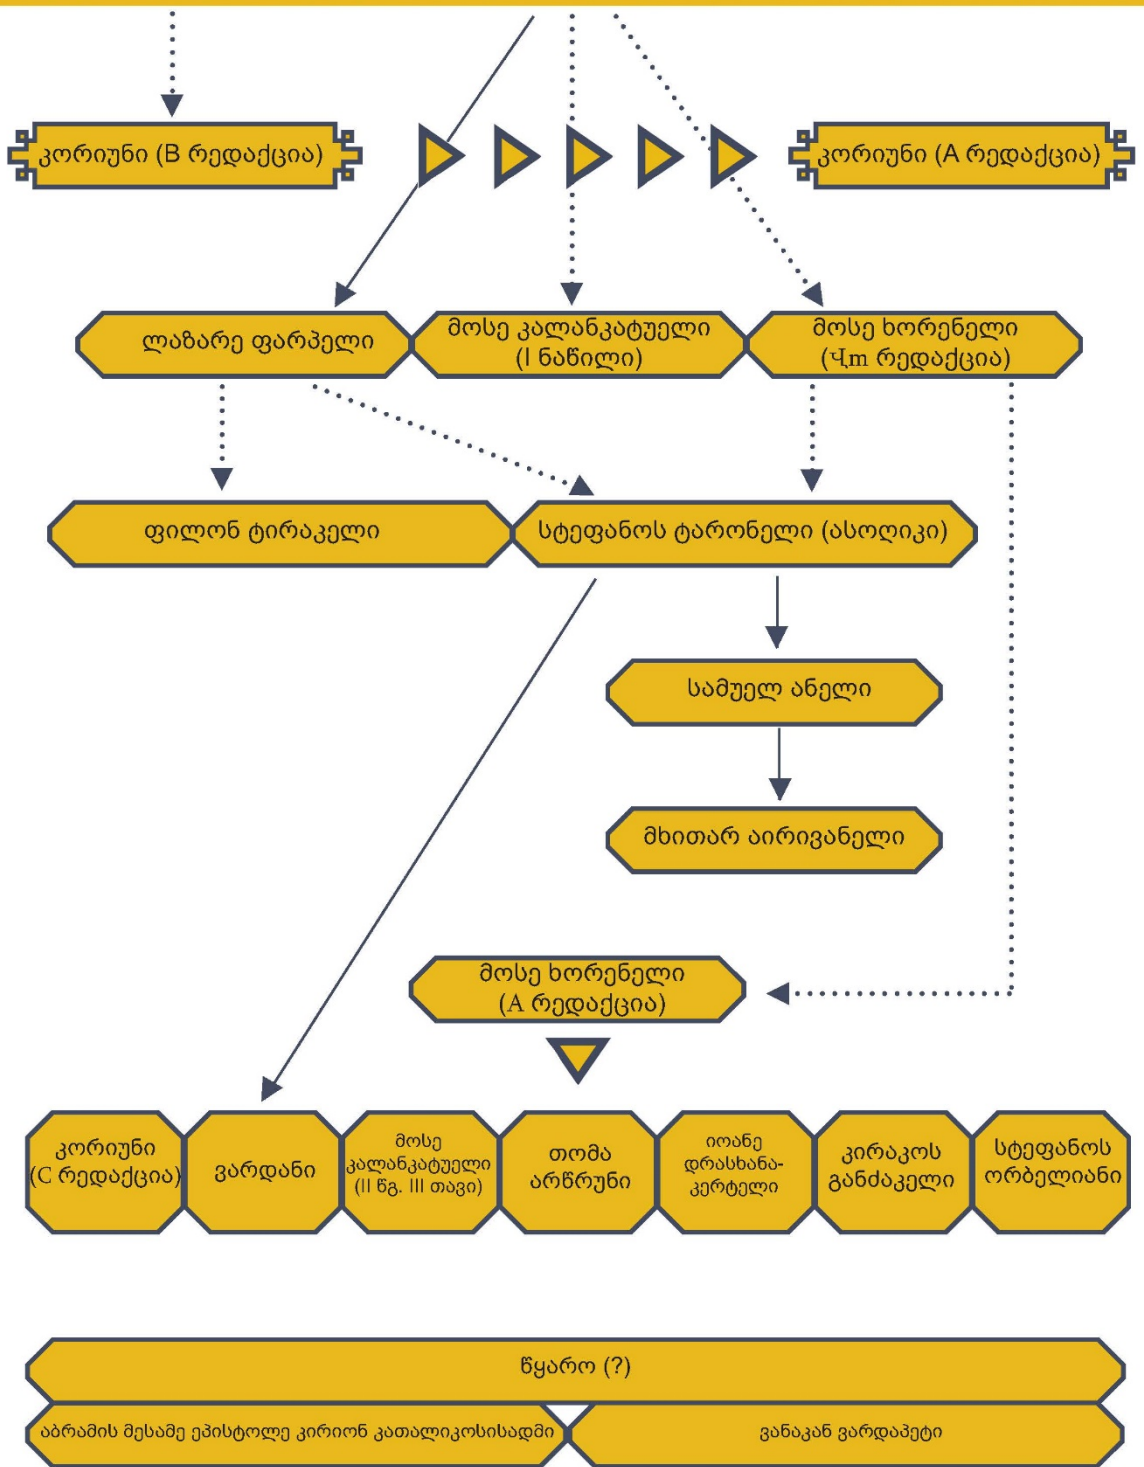 კორიუნი (B რედაქცია)
კორიუნი (A რედაქცია)
ლაზარე ფარპელი
მოსე კალანკატუელი
(I ნაწილი)
მოსე ხორენელი
(Վm რედაქცია)
ფილონ ტირაკელი
სტეფანოს ტარონელი (ასოღიკი)
სამუელ ანელი
მხითარ აირივანელი
მოსე ხორენელი
(A რედაქცია)
კორიუნი
(C რედაქცია)
ვარდანი
მოსე
კალანკატუელი
(II წგ. III თავი)
თომა
არწრუნი
იოანე
დრასხანა-
კერტელი
კირაკოს
განძაკელი
სტეფანოს
ორბელიანი
წყარო (?)
აბრამის მესამე ეპისტოლე კირიონ კათალიკოსისადმი
ვანაკან ვარდაპეტი